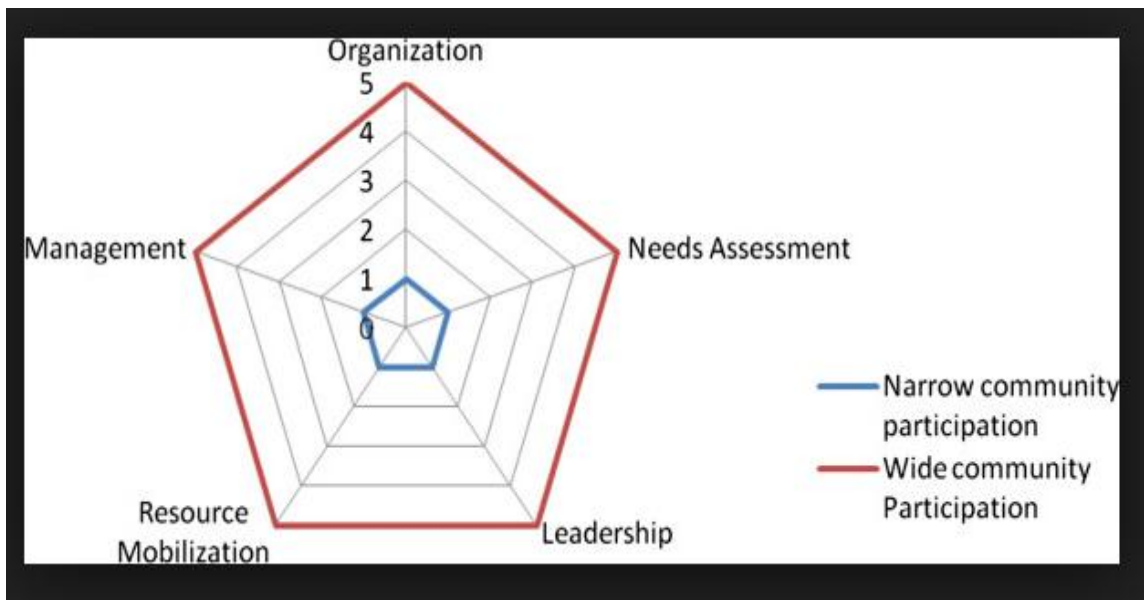 Organization
5
4
3
2
1
0
Management
Needs Assessment
Resource
Mobilization
Leadership
Narrow community
participation
Wide community
Participation